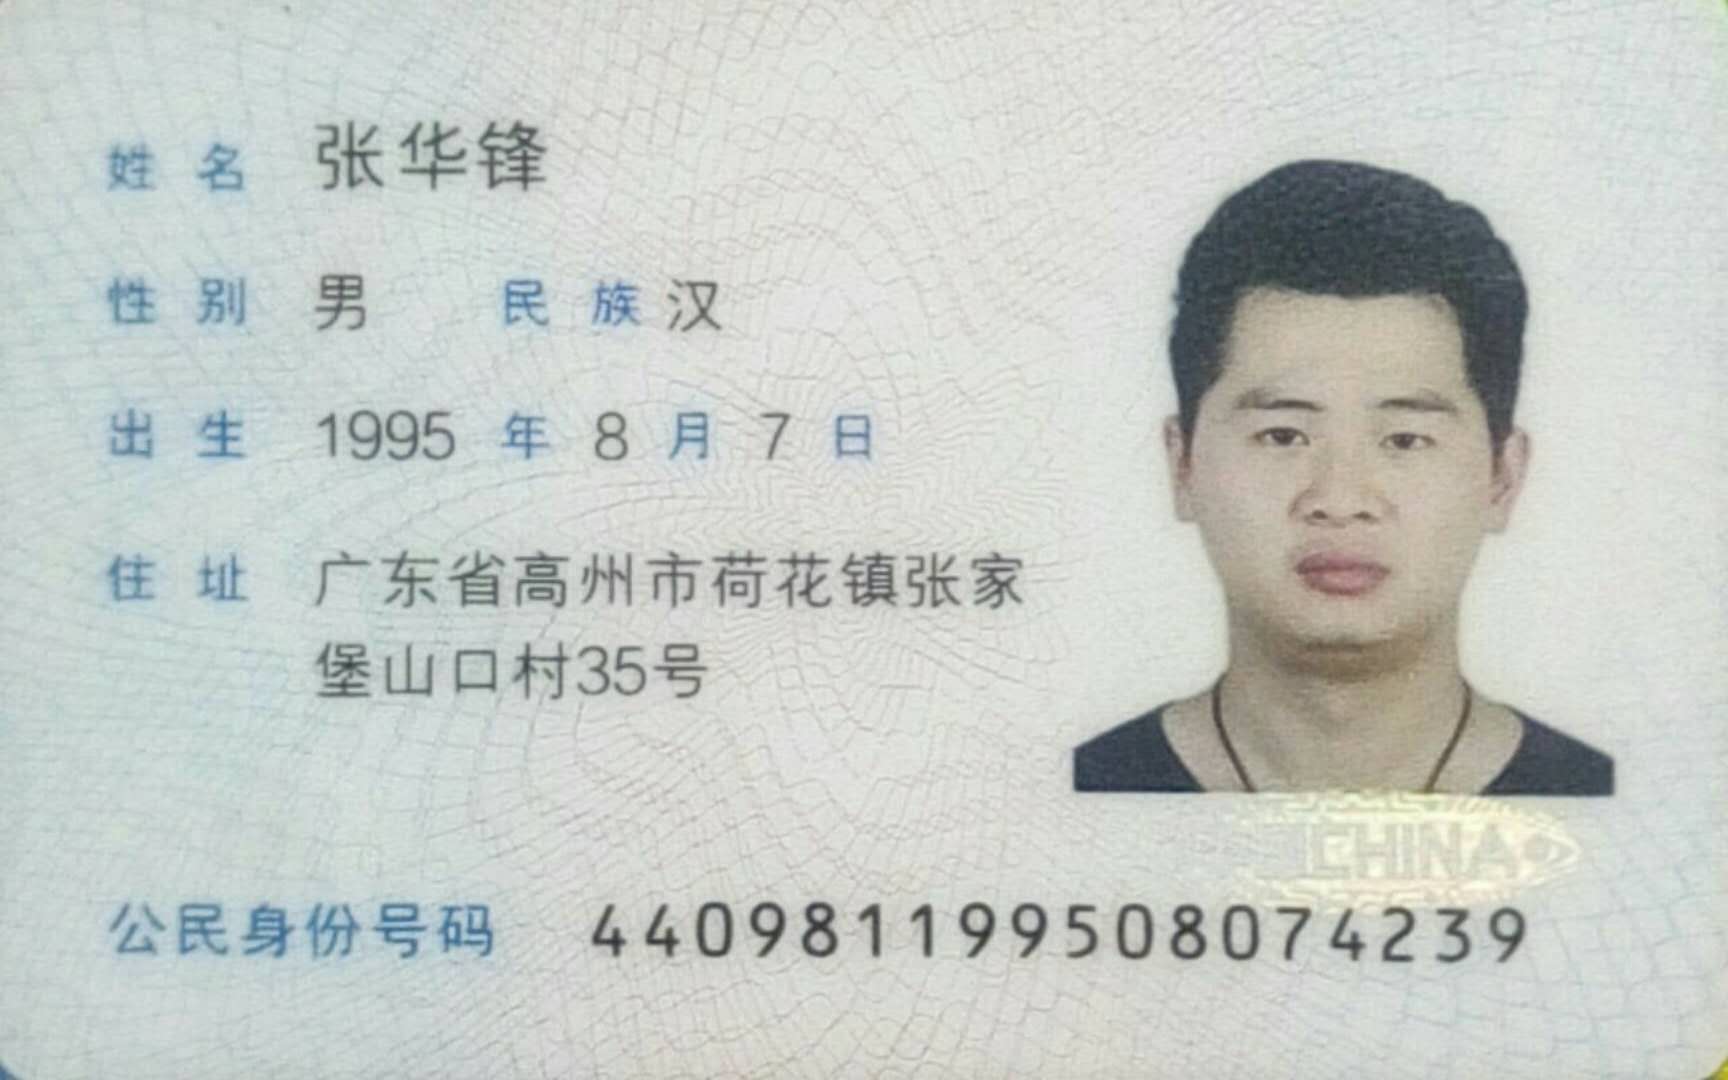 姓名 张华锋
性别 男 民族 汉
出生 1995 年 8 月 7 日
住址 广东省高州市荷花镇张家
堡山口村35号
CHINA
公民身份号码 440981199508074239